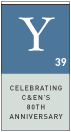 Y
39
CELEBRATING
C&EN'S
80TH
ANNIVERSARY